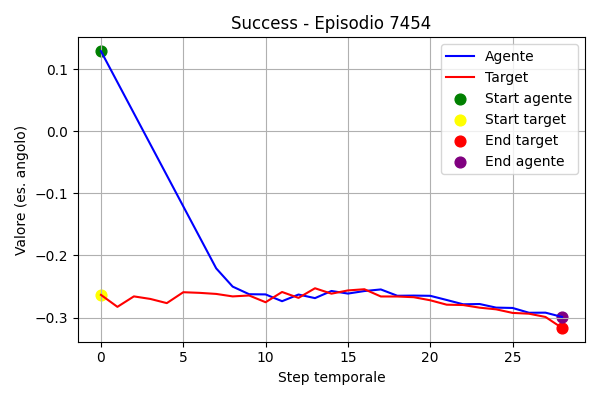 Success - Episodio 7454
Valore (es. angolo)
0.1
0.0
−0.1
−0.2
−0.3
0
5
10
15
20
25
Step temporale
Agente
Target
Start agente
Start target
End target
End agente